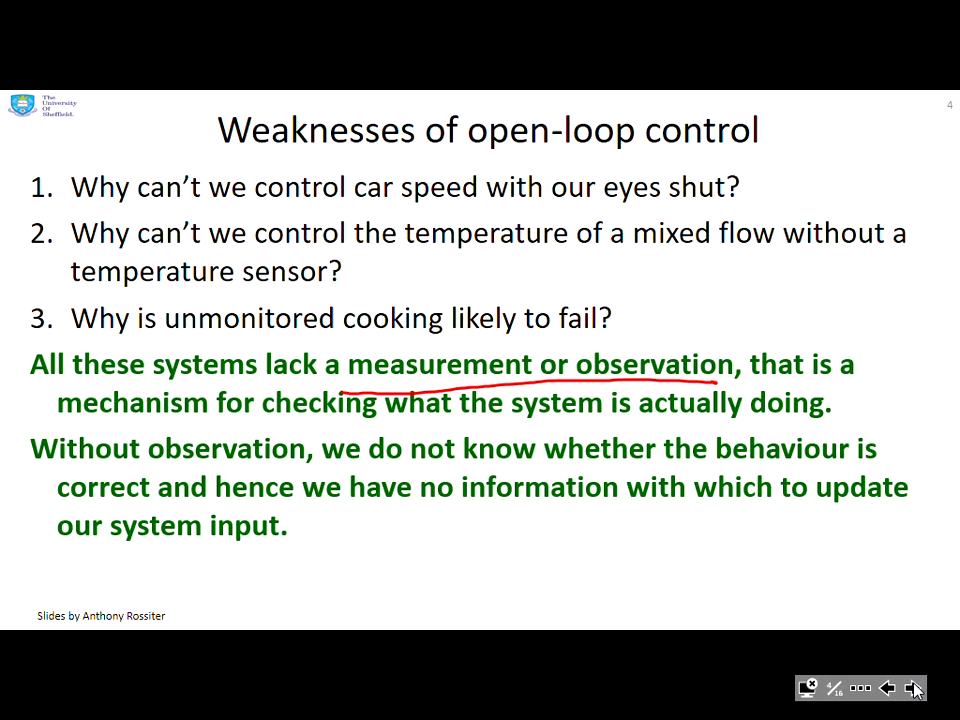 The
University
Of
Sheffield.
4
Weaknesses of open-loop control
1. Why can't we control car speed with our eyes shut?
2. Why can't we control the temperature of a mixed flow without a
temperature sensor?
3. Why is unmonitored cooking likely to fail?
All these systems lack a measurement or observation, that is a
mechanism for checking what the system is actually doing.
Without observation, we do not know whether the behaviour is
correct and hence we have no information with which to update
our system input.
Slides by Anthony Rossiter
4/16